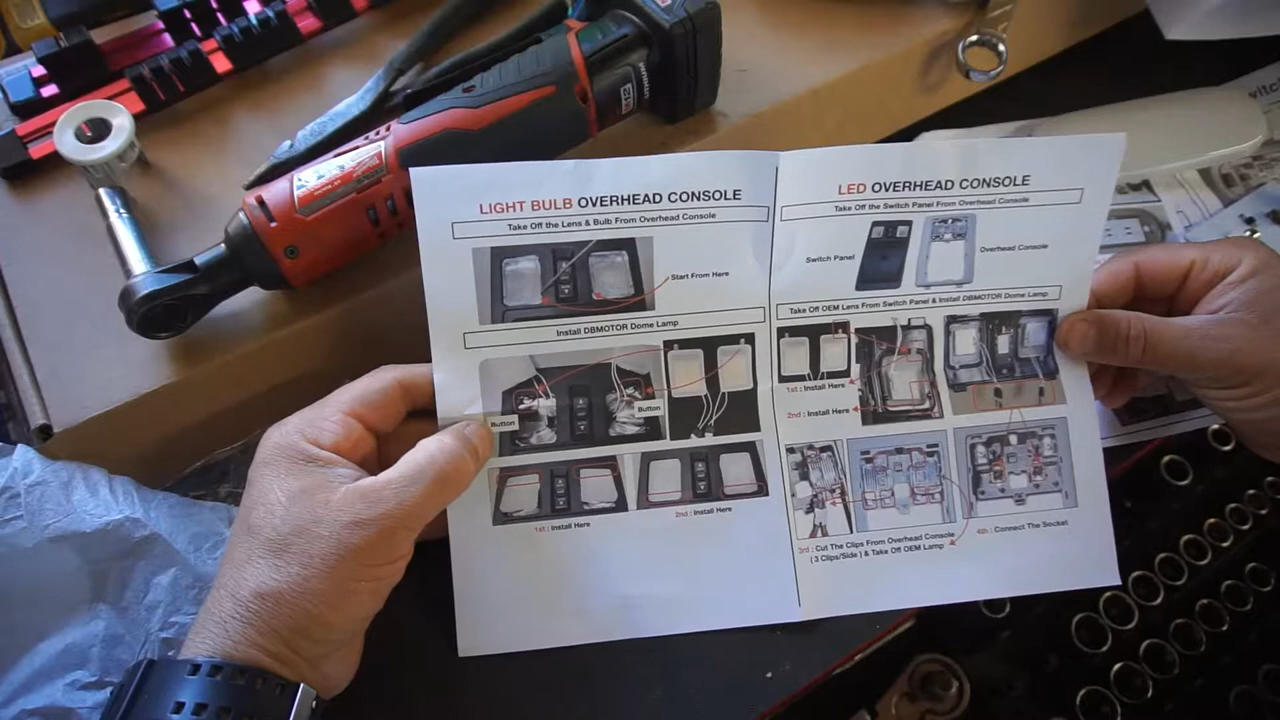 LIGHT BULB OVERHEAD CONSOLE
Take Off the Lens & Bulb From Overhead Console
Start From Here
Install DBMOTOR Dome Lamp
Button
Button
1st : Install Here
2nd : Install Here
LED OVERHEAD CONSOLE
Take Off the Switch Panel From Overhead Console
Switch Panel
Overhead Console
Take Off OEM Lens From Switch Panel & Install DBMOTOR Dome Lamp
1st : Install Here
2nd : Install Here
3rd : Cut The Clips From Overhead Console
( 3 Clips/Side ) & Take Off OEM Lamp
4th : Connect The Socket
M12